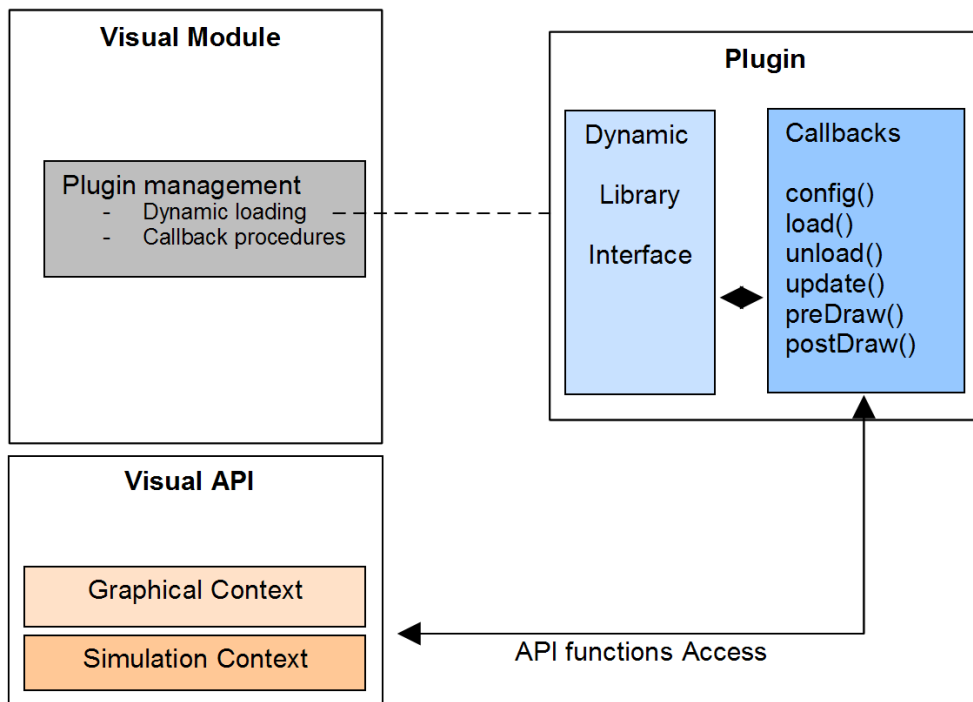 Visual Module
Plugin management
- Dynamic loading
- Callback procedures
Plugin
Dynamic
Library
Interface
Callbacks
config()
load()
unload()
update()
preDraw()
postDraw()
Visual API
Graphical Context
Simulation Context
API functions Access